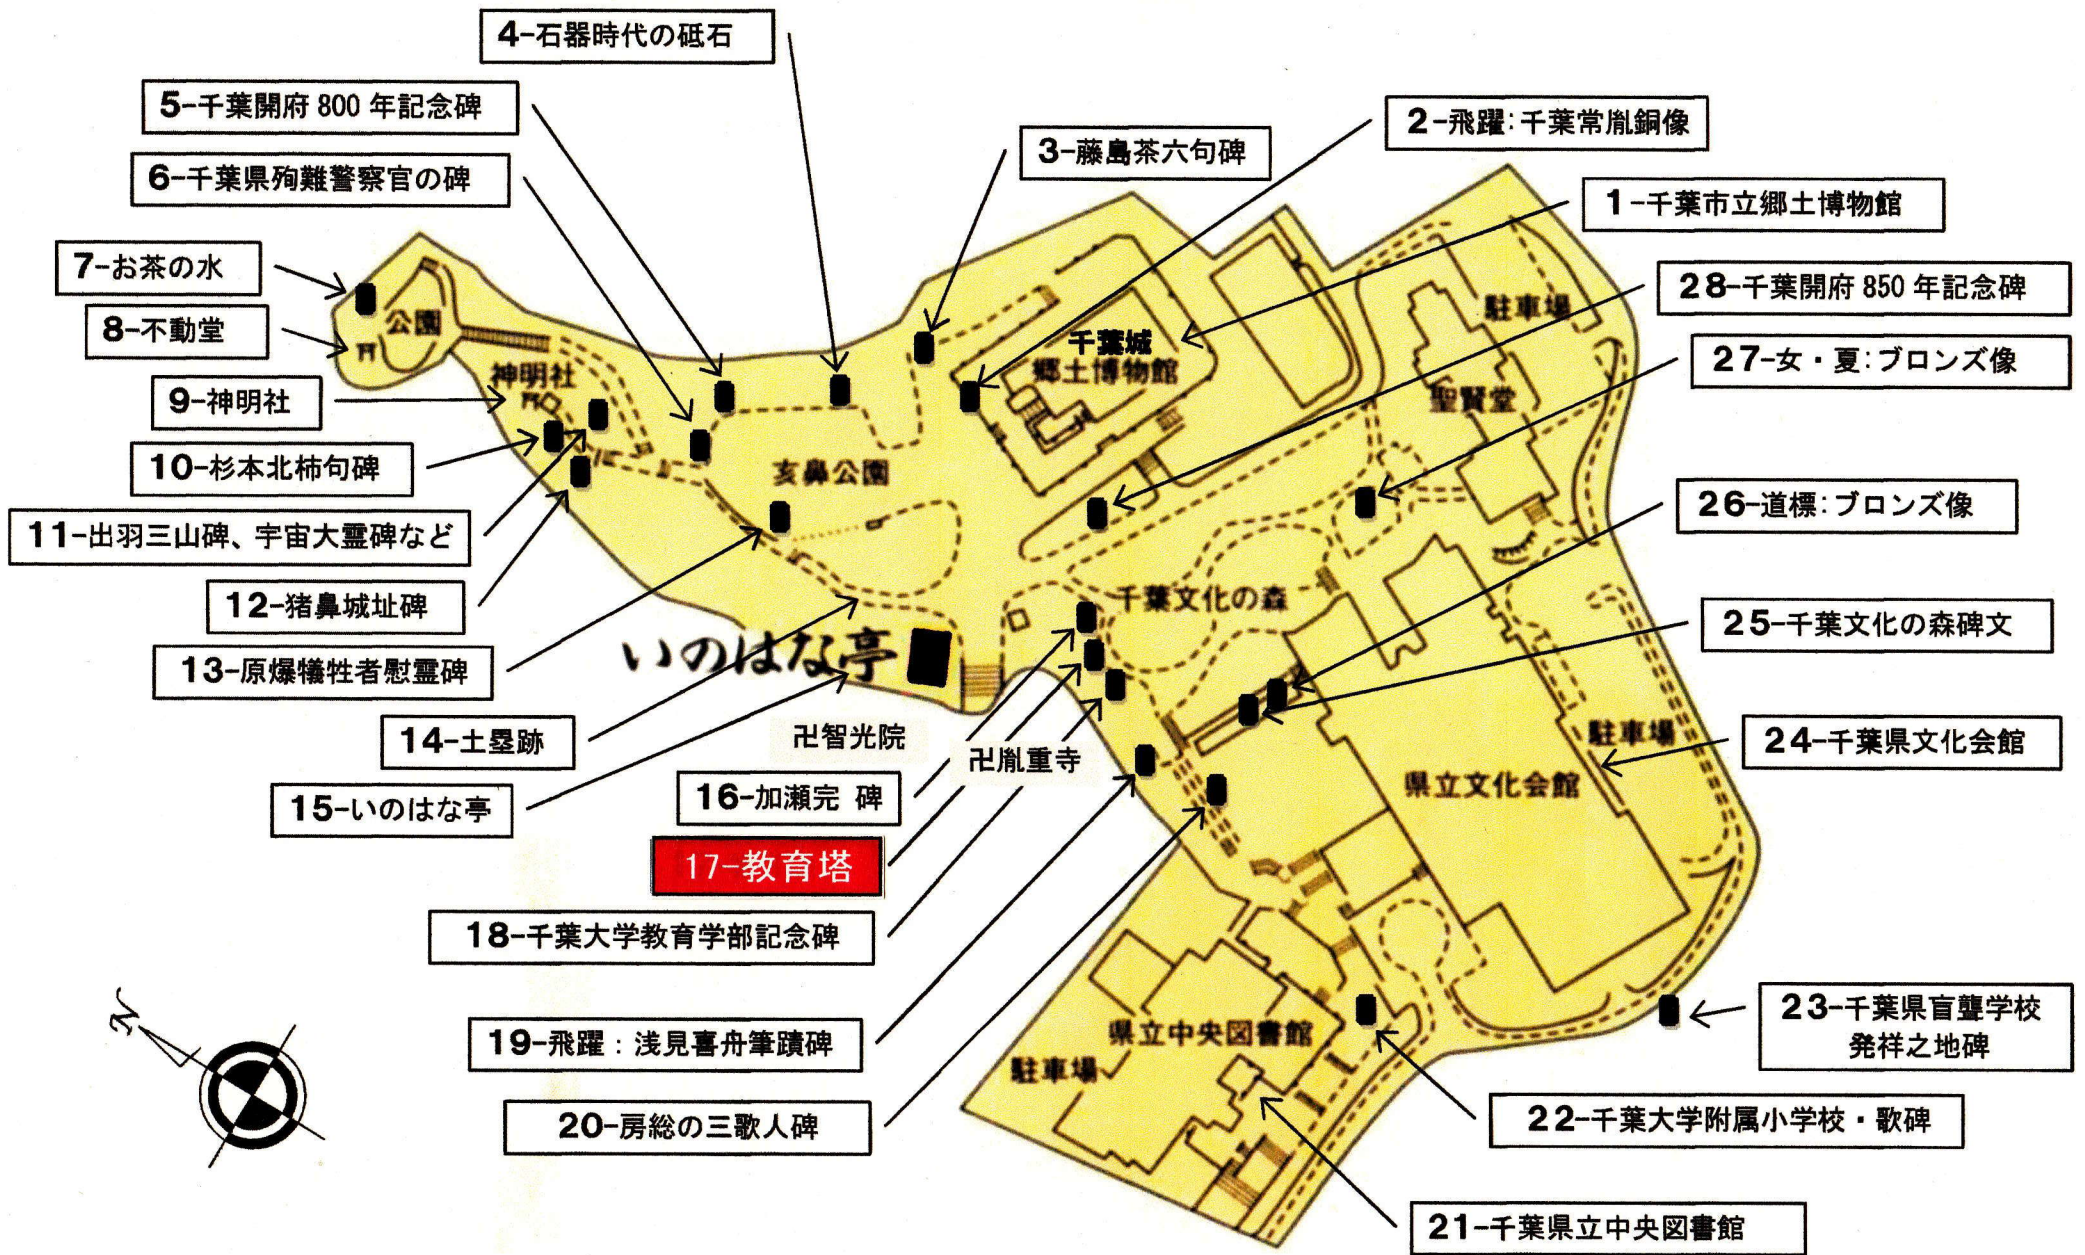 4-石器時代の砥石
5-千葉開府 800 年記念碑
2-飛躍：千葉常胤銅像
3-藤島茶六句碑
6-千葉県殉難警察官の碑
1-千葉市立郷土博物館
7-お茶の水
28-千葉開府 850 年記念碑
8-不動堂
27-女・夏：ブロンズ像
9-神明社
10-杉本北柿句碑
26-道標：ブロンズ像
11-出羽三山碑、宇宙大霊碑など
12-猪鼻城址碑
25-千葉文化の森碑文
13-原爆犠牲者慰霊碑
14-土塁跡
24-千葉県文化会館
15-いのはな亭
16-加瀬完 碑
17-教育塔
18-千葉大学教育学部記念碑
19-飛躍：浅見喜舟筆蹟碑
23-千葉県盲聾学校
発祥之地碑
20-房総の三歌人碑
22-千葉大学附属小学校・歌碑
21-千葉県立中央図書館
公園
神明社
千葉城
郷土博物館
駐車場
聖賢堂
亥鼻公園
千葉文化の森
いのはな亭
卍智光院
卍胤重寺
駐車場
県立文化会館
県立中央図書館
駐車場
N